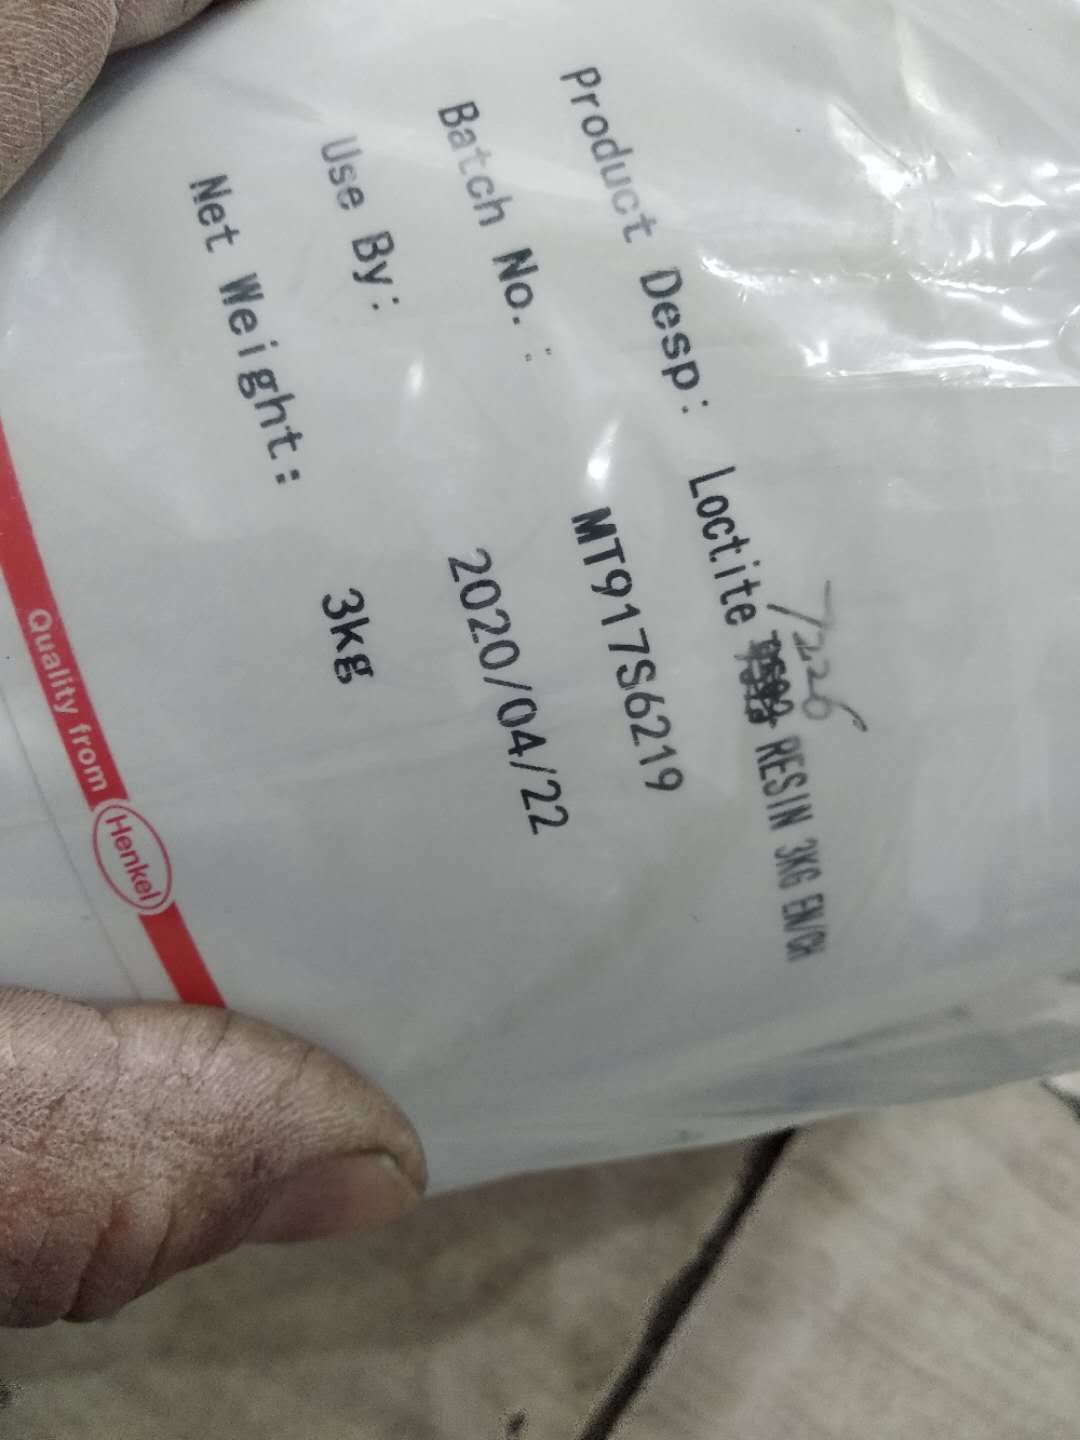 7226
Product Desp: Loctite RESIN 3KG EN/CH
Batch No.: MT917S6219
Use By: 2020/04/22
Net Weight: 3kg
Quality from Henkel